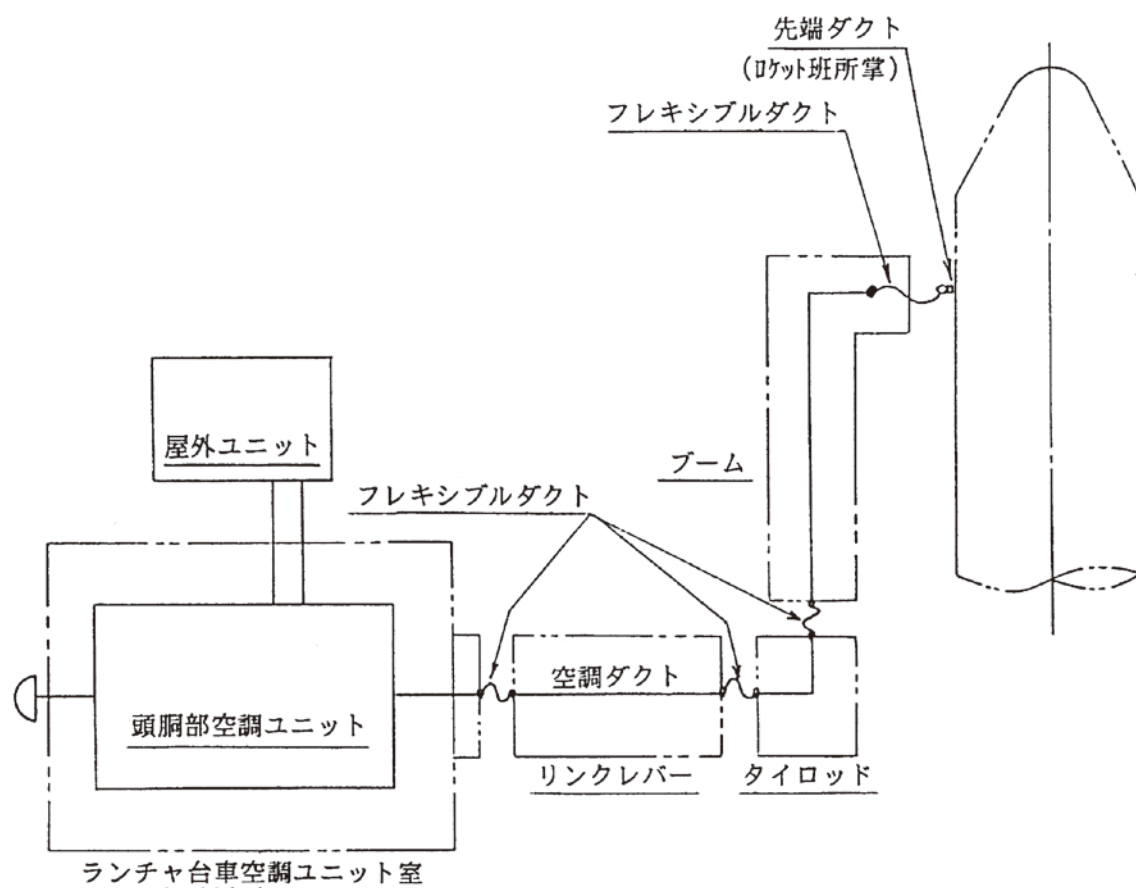 先端ダクト
(ロケット班所掌)
フレキシブルダクト
屋外ユニット
ブーム
フレキシブルダクト
空調ダクト
頭胴部空調ユニット
リンクレバー
タイロッド
ランチャ台車空調ユニット室